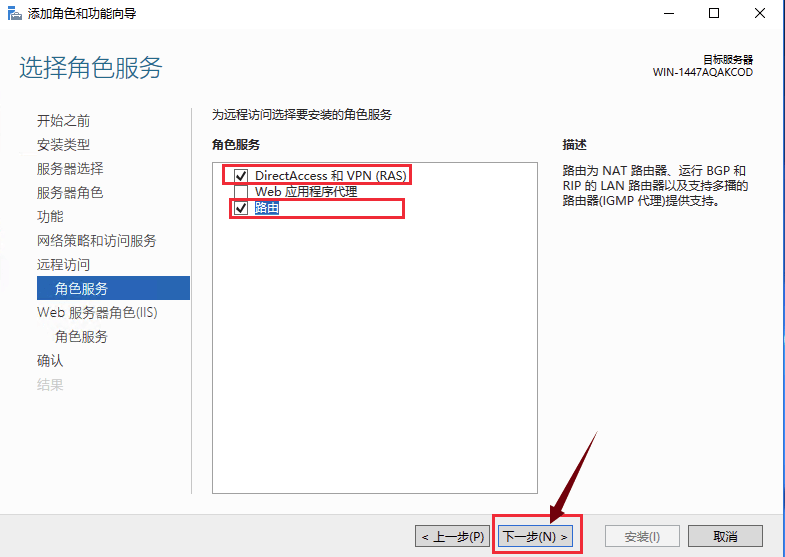 添加角色和功能向导
选择角色服务
目标服务器
WIN-1447AQAKCOD
开始之前
安装类型
服务器选择
服务器角色
功能
网络策略和访问服务
远程访问
角色服务
Web 服务器角色(IIS)
角色服务
确认
结果
为远程访问选择要安装的角色服务
角色服务
DirectAccess 和 VPN (RAS)
Web 应用程序代理
路由
描述
路由为 NAT 路由器、运行 BGP 和
RIP 的 LAN 路由器以及支持多播的
路由器(IGMP 代理)提供支持。
< 上一步(P)
下一步(N) >
安装(I)
取消